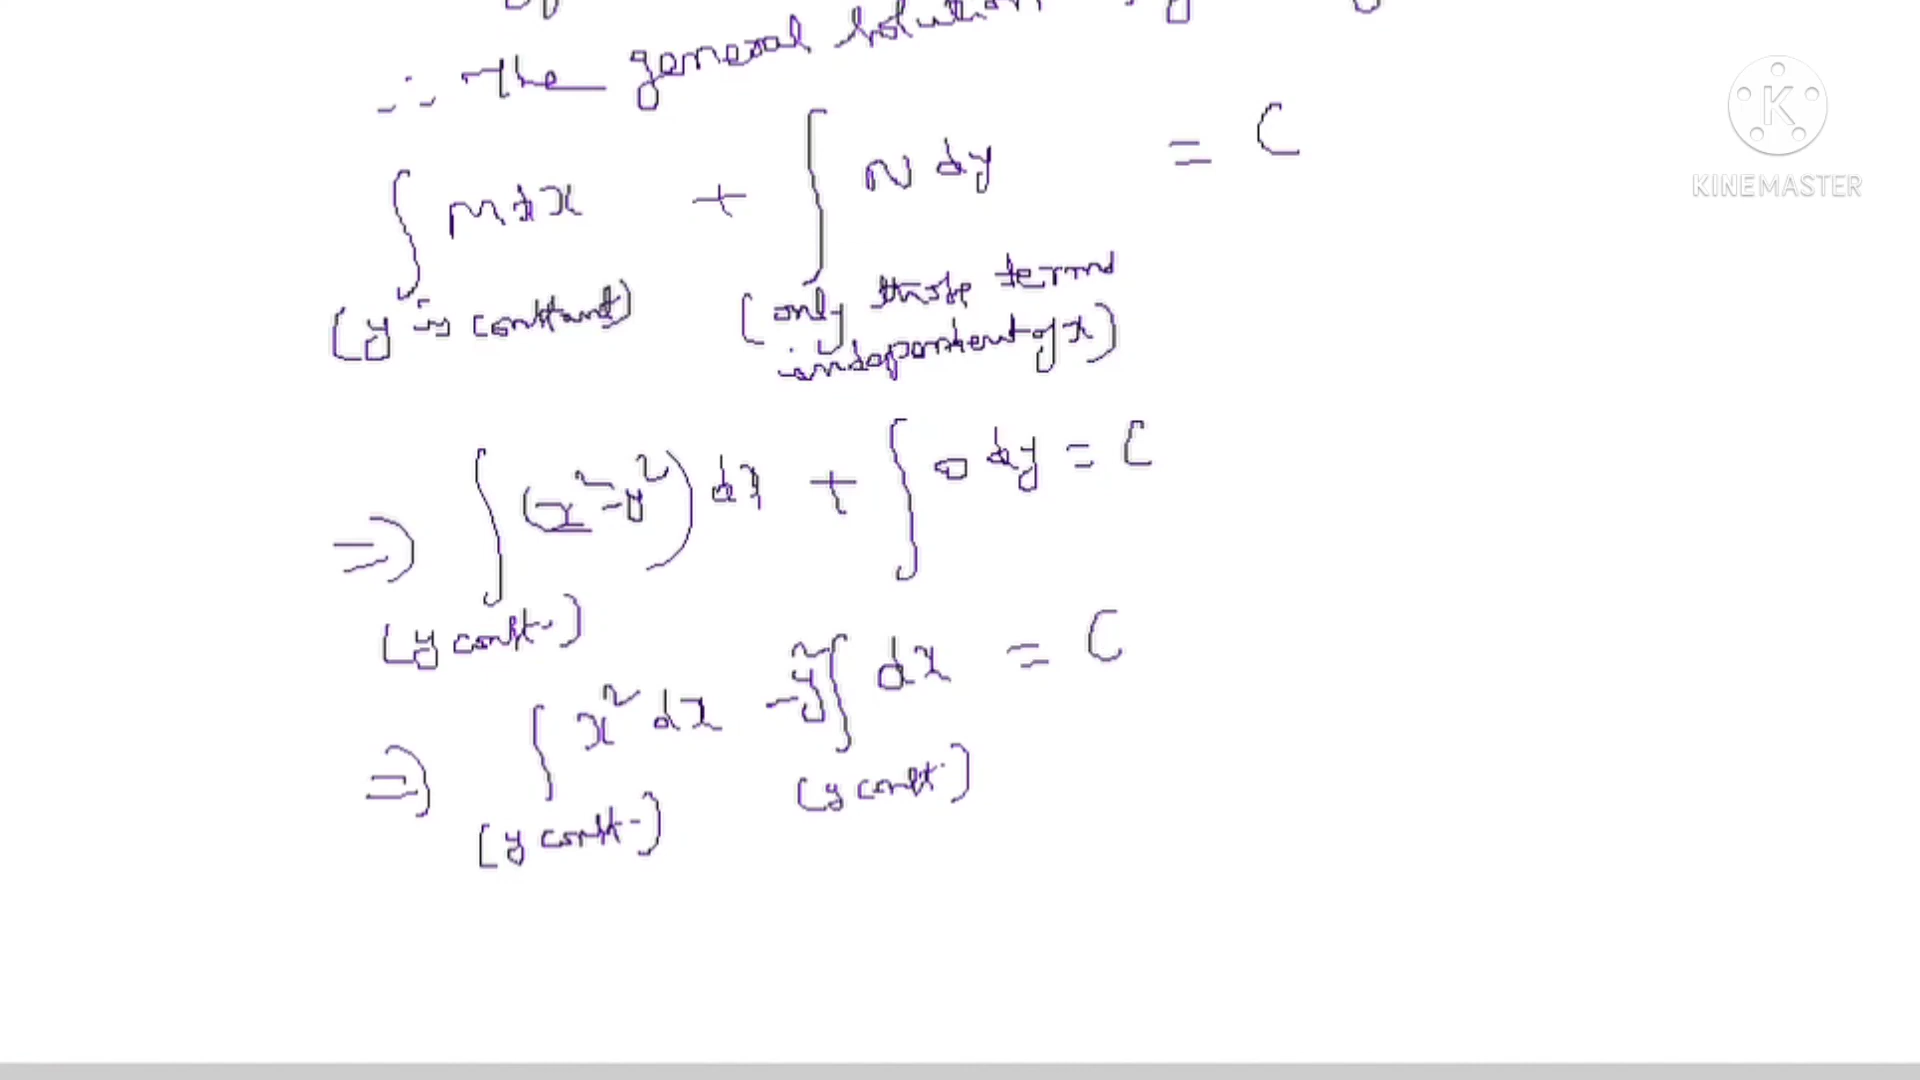 ∴ The general solution
∫ M dx + ∫ N dy = C
(y is constant) (only those terms
independent of x)
⇒ ∫ (x² - y²) dx + ∫ 0 dy = C
(y const.)
⇒ ∫ x² dx - y² ∫ dx = C
(y const.) (y const.)
K
KINEMASTER